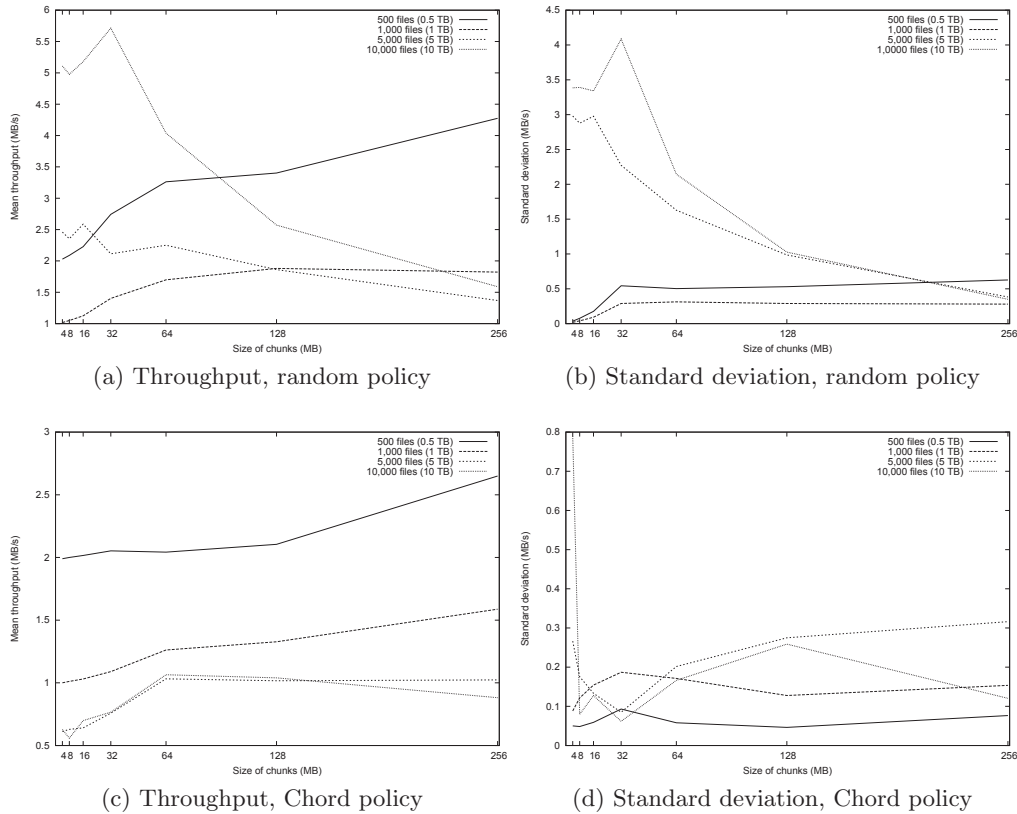 6
5.5
5
4.5
4
3.5
3
2.5
2
1.5
1
Mean throughput (MB/s)
500 files (0.5 TB)
1,000 files (1 TB)
5,000 files (5 TB)
10,000 files (10 TB)
4 8 16 32 64 128 256
Size of chunks (MB)
(a) Throughput, random policy
4.5
4
3.5
3
2.5
2
1.5
1
0.5
0
Standard deviation (MB/s)
500 files (0.5 TB)
1,000 files (1 TB)
5,000 files (5 TB)
1,0000 files (10 TB)
4 8 16 32 64 128 256
Size of chunks (MB)
(b) Standard deviation, random policy
3
2.5
2
1.5
1
0.5
Mean throughput (MB/s)
500 files (0.5 TB)
1,000 files (1 TB)
5,000 files (5 TB)
10,000 files (10 TB)
4 8 16 32 64 128 256
Size of chunks (MB)
(c) Throughput, Chord policy
0.8
0.7
0.6
0.5
0.4
0.3
0.2
0.1
0
Standard deviation (MB/s)
500 files (0.5 TB)
1,000 files (1 TB)
5,000 files (5 TB)
10,000 files (10 TB)
4 8 16 32 64 128 256
Size of chunks (MB)
(d) Standard deviation, Chord policy